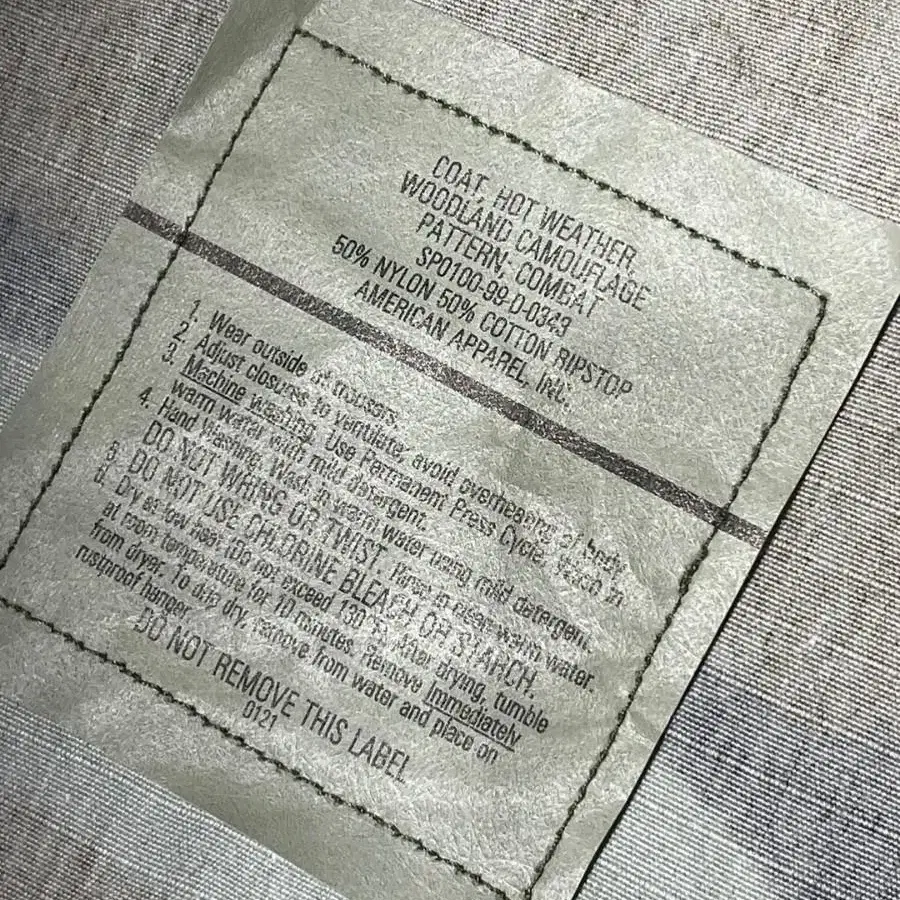 COAT, HOT WEATHER,
WOODLAND CAMOUFLAGE
PATTERN, COMBAT
SP0100-99-D-0349
50% NYLON 50% COTTON RIPSTOP
AMERICAN APPAREL, INC.
1. Wear outside of trousers.
2. Adjust closures to ventilate, avoid overheating of body.
3. Machine washing. Use Permanent Press Cycle. Wash in
warm water with mild detergent.
4. Hand Washing. Wash in warm water using mild detergent.
DO NOT WRING OR TWIST. Rinse in clean warm water.
5. DO NOT USE CHLORINE BLEACH OR STARCH.
6. Dry at low heat (do not exceed 130°F). After drying, tumble
at room temperature for 10 minutes. Remove immediately
from dryer. To drip dry, remove from water and place on
rustproof hanger.
DO NOT REMOVE THIS LABEL
0121